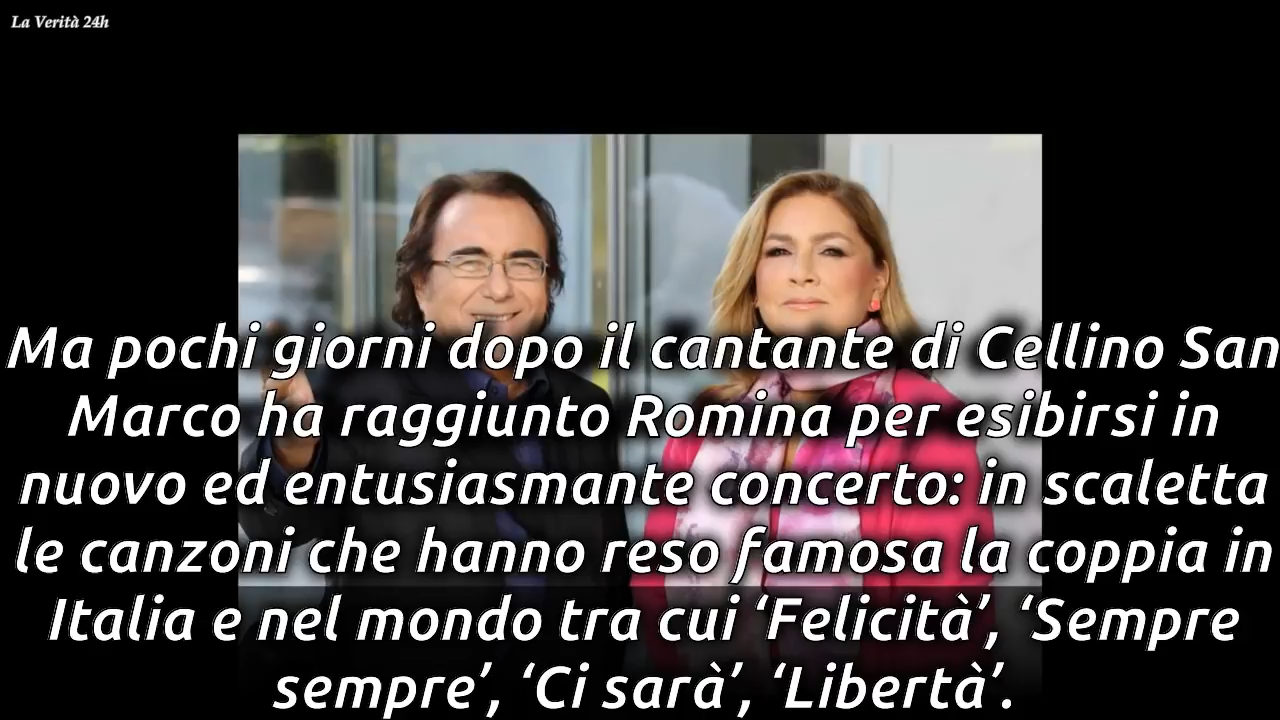 La Verità 24h
Ma pochi giorni dopo il cantante di Cellino San
Marco ha raggiunto Romina per esibirsi in
nuovo ed entusiasmante concerto: in scaletta
le canzoni che hanno reso famosa la coppia in
Italia e nel mondo tra cui ‘Felicità’, ‘Sempre
sempre’, ‘Ci sarà’, ‘Libertà’.